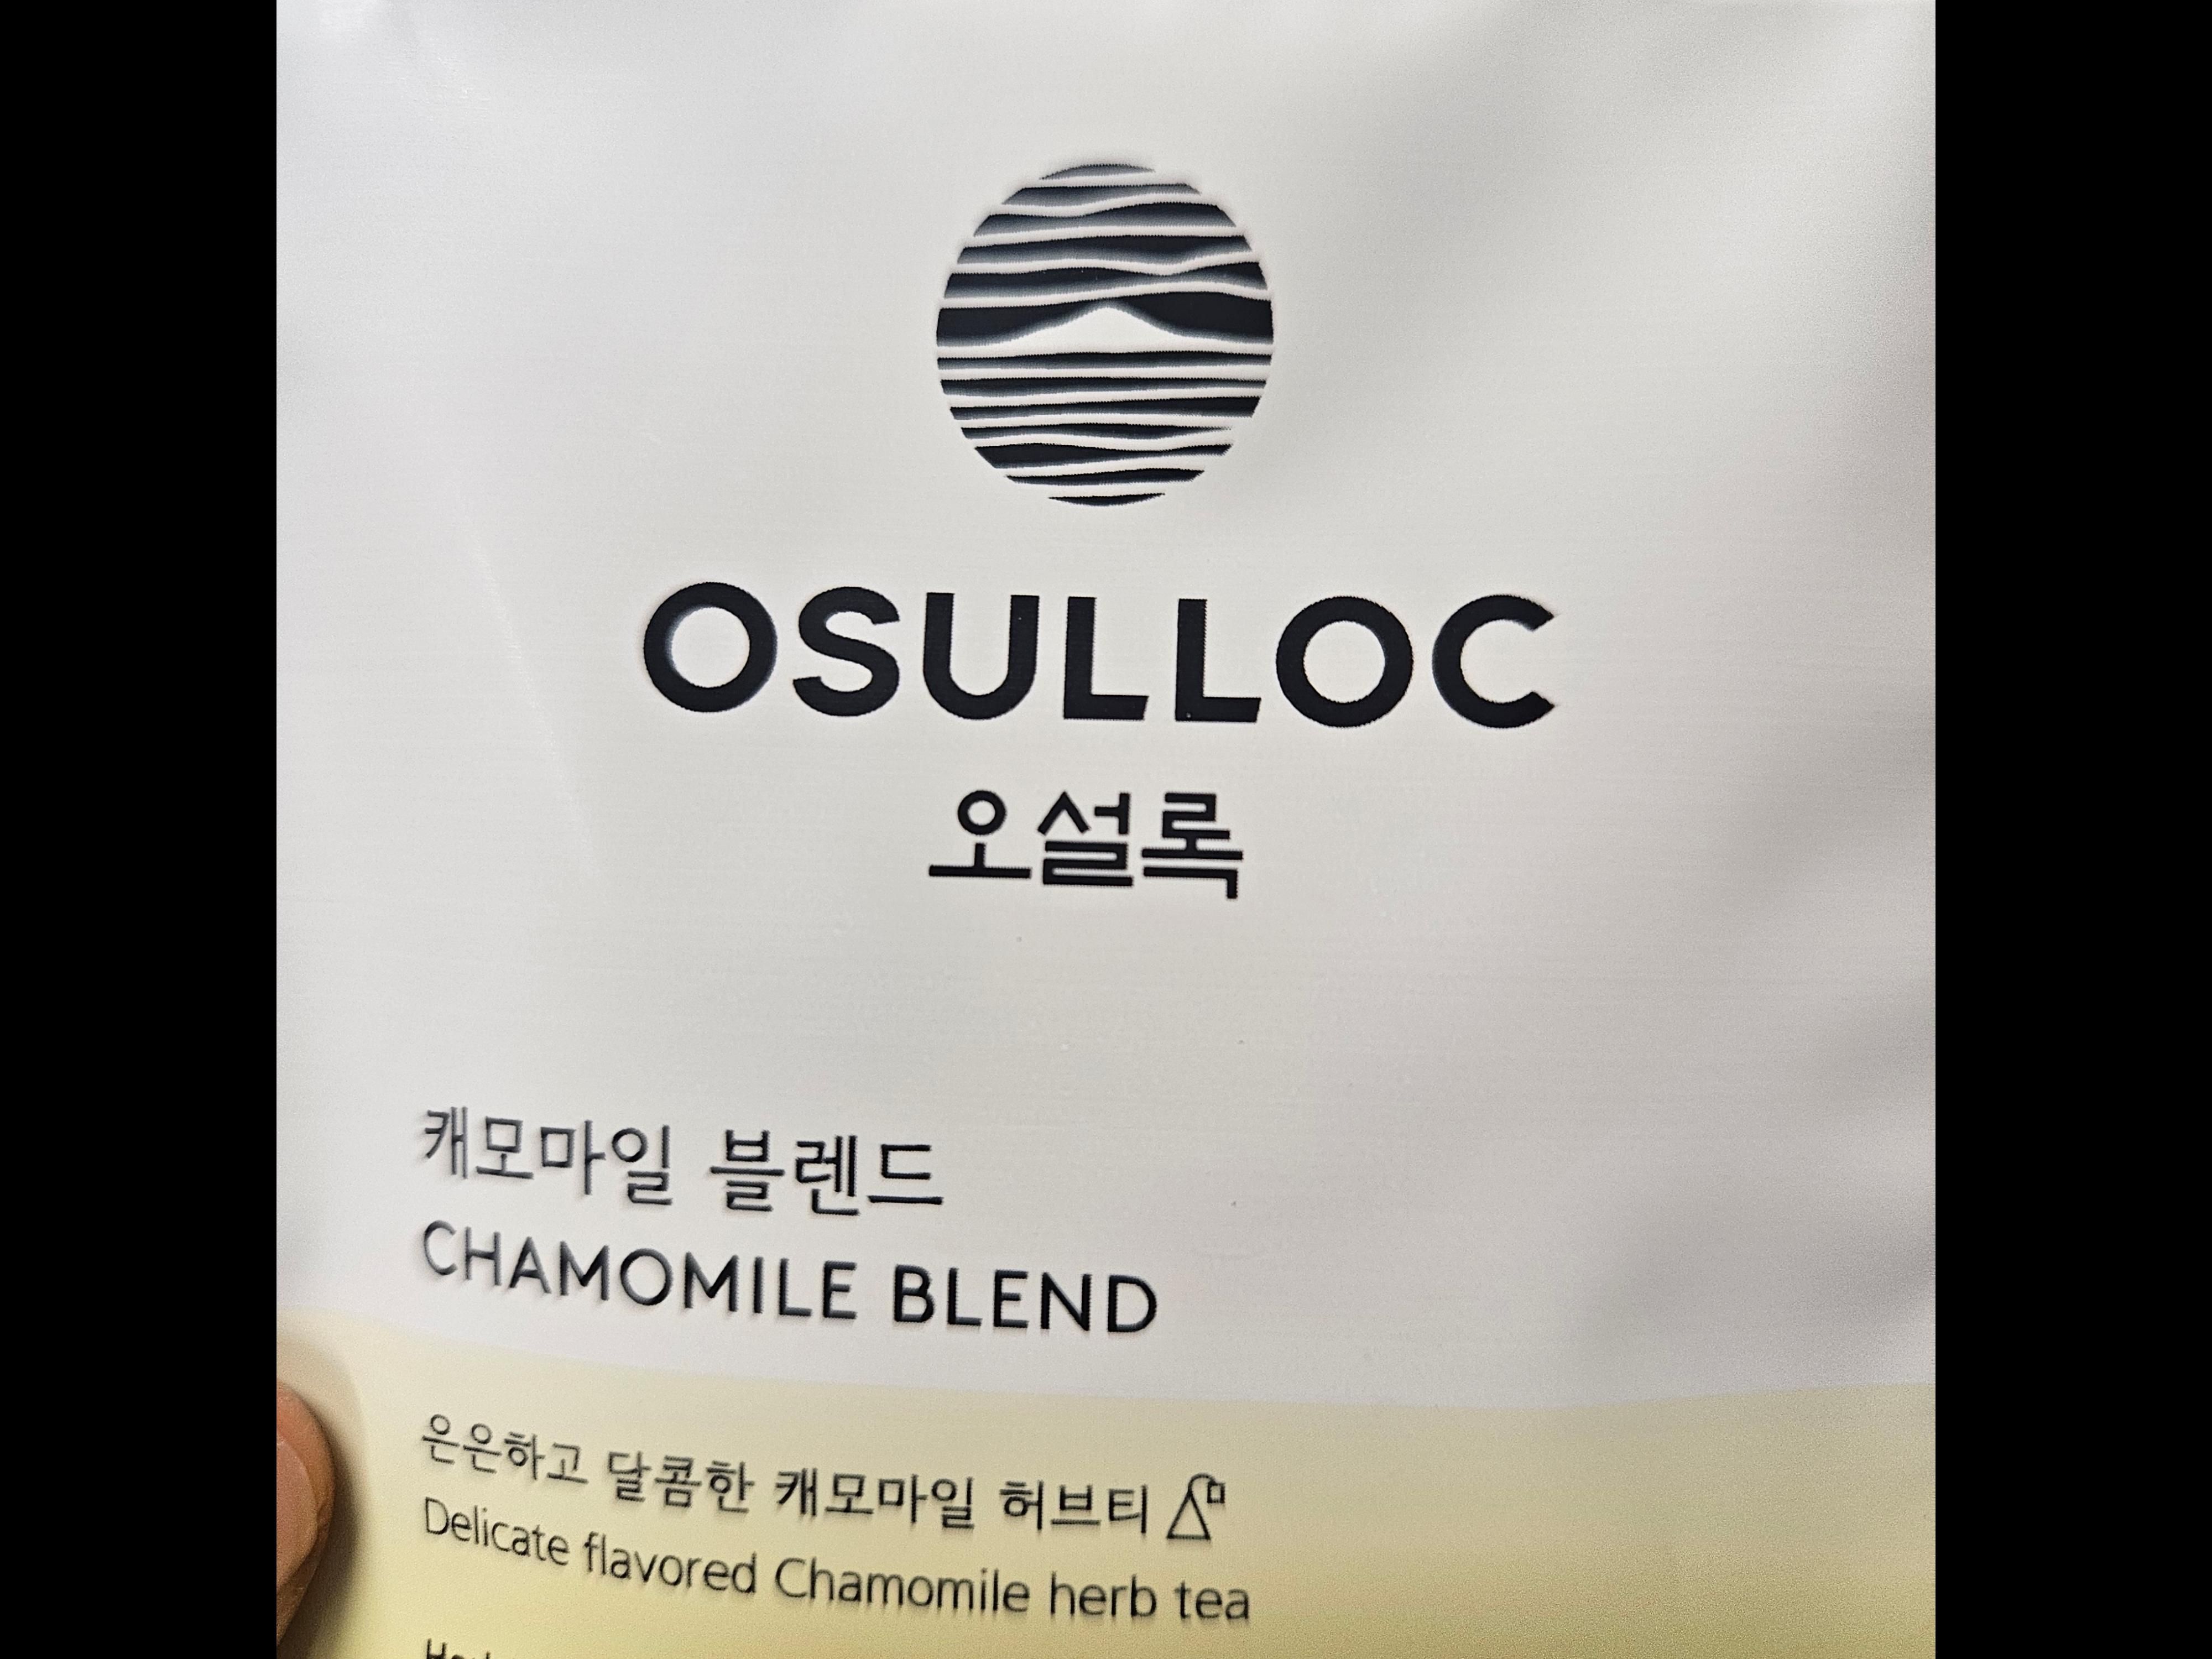 OSULLOC
오설록
캐모마일 블렌드
CHAMOMILE BLEND
은은하고 달콤한 캐모마일 허브티
Delicate flavored Chamomile herb tea